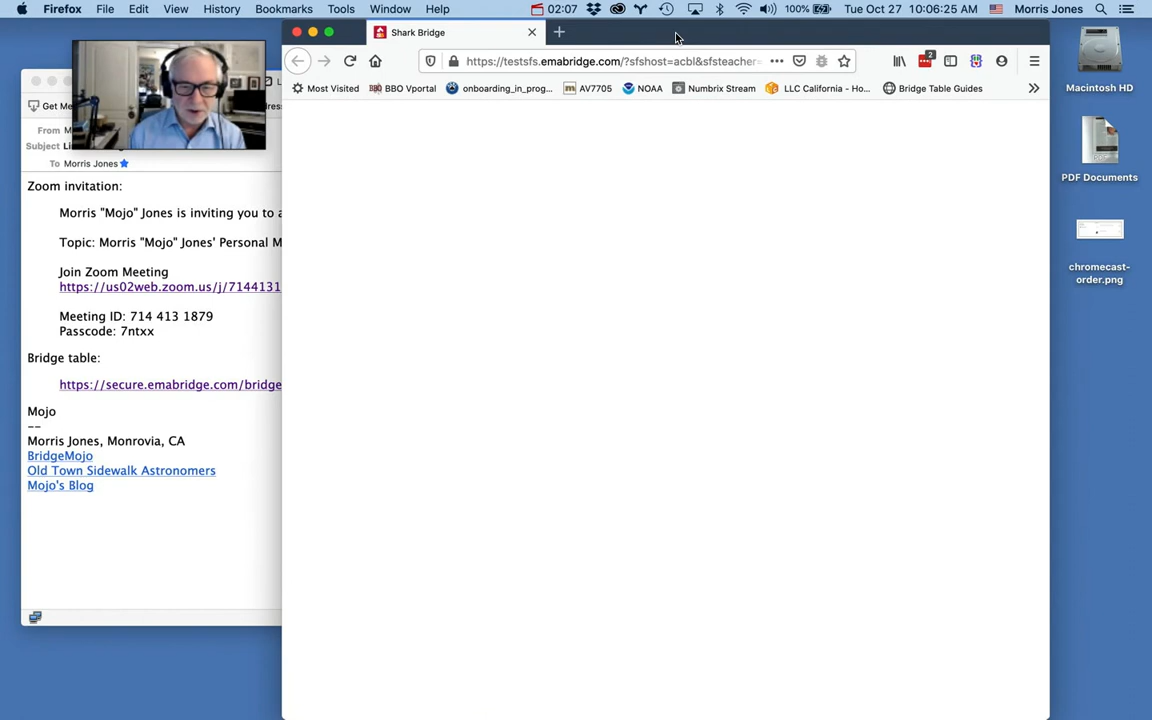 Firefox File Edit View History Bookmarks Tools Window Help 02:07 100% Tue Oct 27 10:06:25 AM Morris Jones
Shark Bridge
https://testsfs.emabridge.com/?sfshost=acbl&sfsteacher=
2
Most Visited BBO Vportal onboarding_in_prog... AV7705 NOAA Numbrix Stream LLC California - Ho... Bridge Table Guides
Get Me
From M
Subject Li
To Morris Jones
Zoom invitation:
Morris "Mojo" Jones is inviting you to a
Topic: Morris "Mojo" Jones' Personal M
Join Zoom Meeting
https://us02web.zoom.us/j/7144131
Meeting ID: 714 413 1879
Passcode: 7ntxx
Bridge table:
https://secure.emabridge.com/bridge
Mojo
--
Morris Jones, Monrovia, CA
BridgeMojo
Old Town Sidewalk Astronomers
Mojo's Blog
Macintosh HD
PDF
PDF Documents
chromecast-
order.png